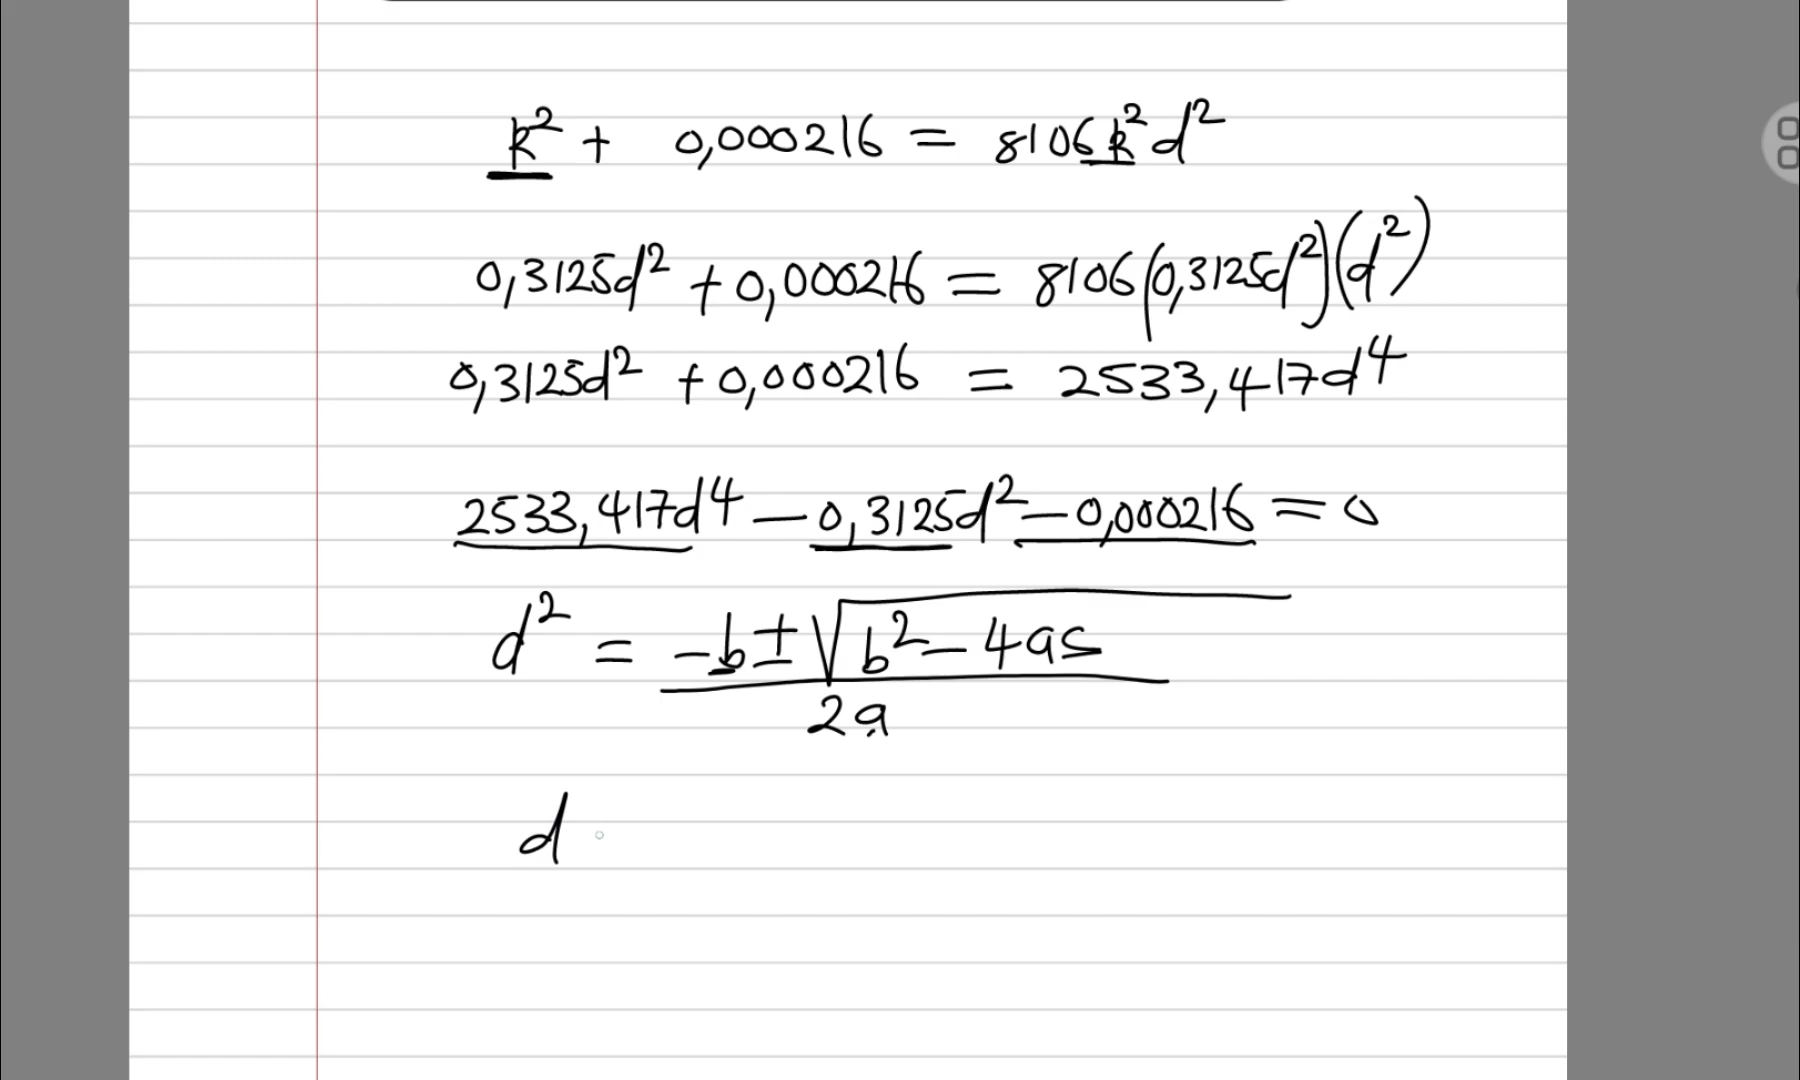 k² + 0,000216 = 8106k²d²
0,3125d² + 0,000216 = 8106(0,3125d²)(d²)
0,3125d² + 0,000216 = 2533,417d⁴
2533,417d⁴ - 0,3125d² - 0,000216 = 0
d² = -b ± √b² - 4ac / 2a
d